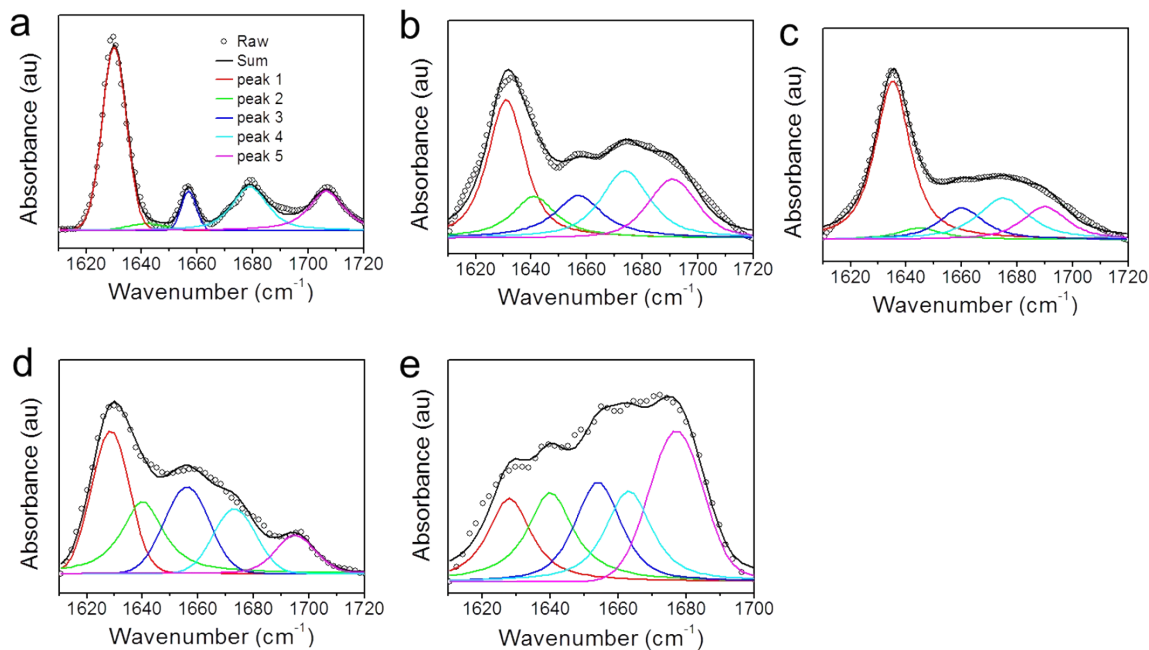 a
Absorbance (au)
Raw
Sum
peak 1
peak 2
peak 3
peak 4
peak 5
1620 1640 1660 1680 1700 1720
Wavenumber (cm⁻¹)
b
Absorbance (au)
1620 1640 1660 1680 1700 1720
Wavenumber (cm⁻¹)
c
Absorbance (au)
1620 1640 1660 1680 1700 1720
Wavenumber (cm⁻¹)
d
Absorbance (au)
1620 1640 1660 1680 1700 1720
Wavenumber (cm⁻¹)
e
Absorbance (au)
1620 1640 1660 1680 1700
Wavenumber (cm⁻¹)